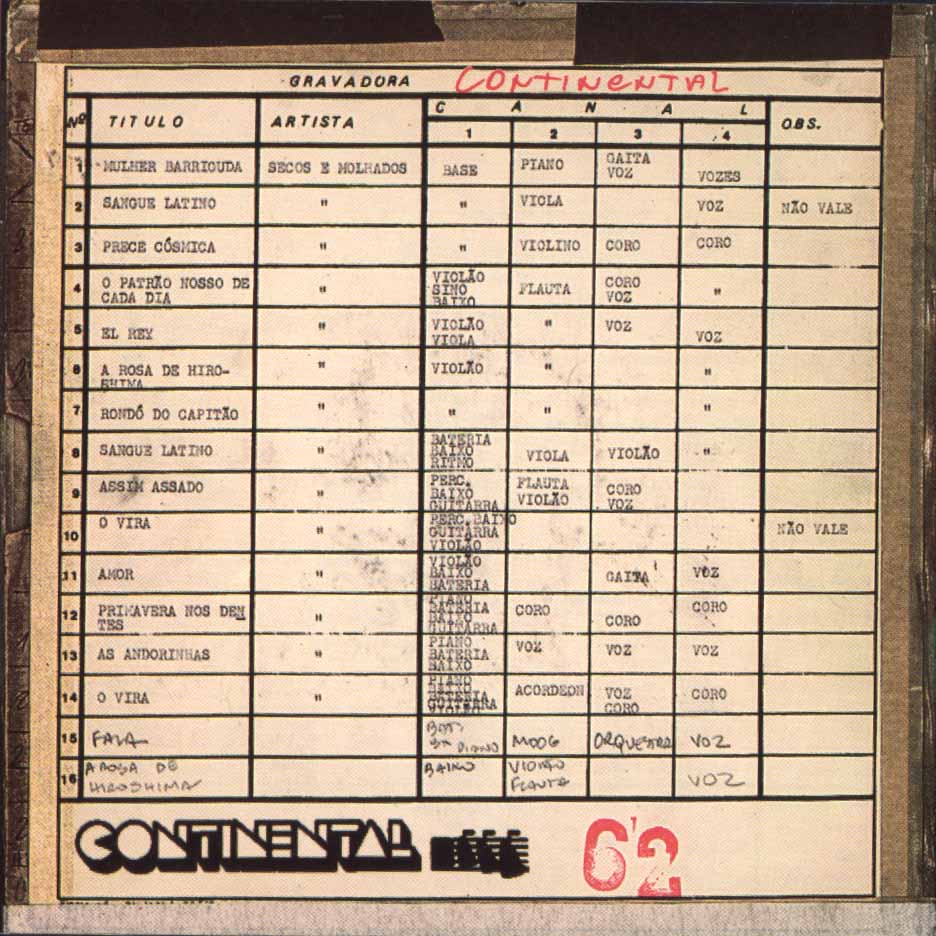 GRAVADORA CONTINENTAL
Nº TITULO ARTISTA CANAL OBS.
1 2 3 4
1 MULHER BARRIGUDA SECOS E MOLHADOS BASE PIANO GAITA VOZ VOZES
2 SANGUE LATINO " " VIOLA VOZ NÃO VALE
3 PRECE CÓSMICA " " VIOLINO CORO CORO
4 O PATRÃO NOSSO DE CADA DIA " VIOLÃO SINO BAIXO FLAUTA CORO VOZ "
5 EL REY " VIOLÃO VIOLA " VOZ VOZ
6 A ROSA DE HIRO-SHIMA " VIOLÃO " "
7 RONDÓ DO CAPITÃO " " " "
8 SANGUE LATINO " BATERIA BAIXO RITMO VIOLA VIOLÃO "
9 ASSIM ASSADO " PERC. BAIXO GUITARRA FLAUTA VIOLÃO CORO VOZ
10 O VIRA " PERC.BAIXO GUITARRA VIOLÃO NÃO VALE
11 AMOR " VIOLÃO BAIXO BATERIA GAITA VOZ
12 PRIMAVERA NOS DEN TES " PIANO BATERIA BAIXO GUITARRA CORO CORO CORO
13 AS ANDORINHAS " PIANO BATERIA BAIXO VOZ VOZ VOZ
14 O VIRA " PIANO BAIXO BATERIA GUITARRA VIOLÃO ACORDEON VOZ CORO CORO
15 FALA PIANO MOOG ORQUESTRA VOZ
16 A ROSA DE HIROSHIMA BAIXO VIOLÃO FLAUTA VOZ
CONTINENTAL
62